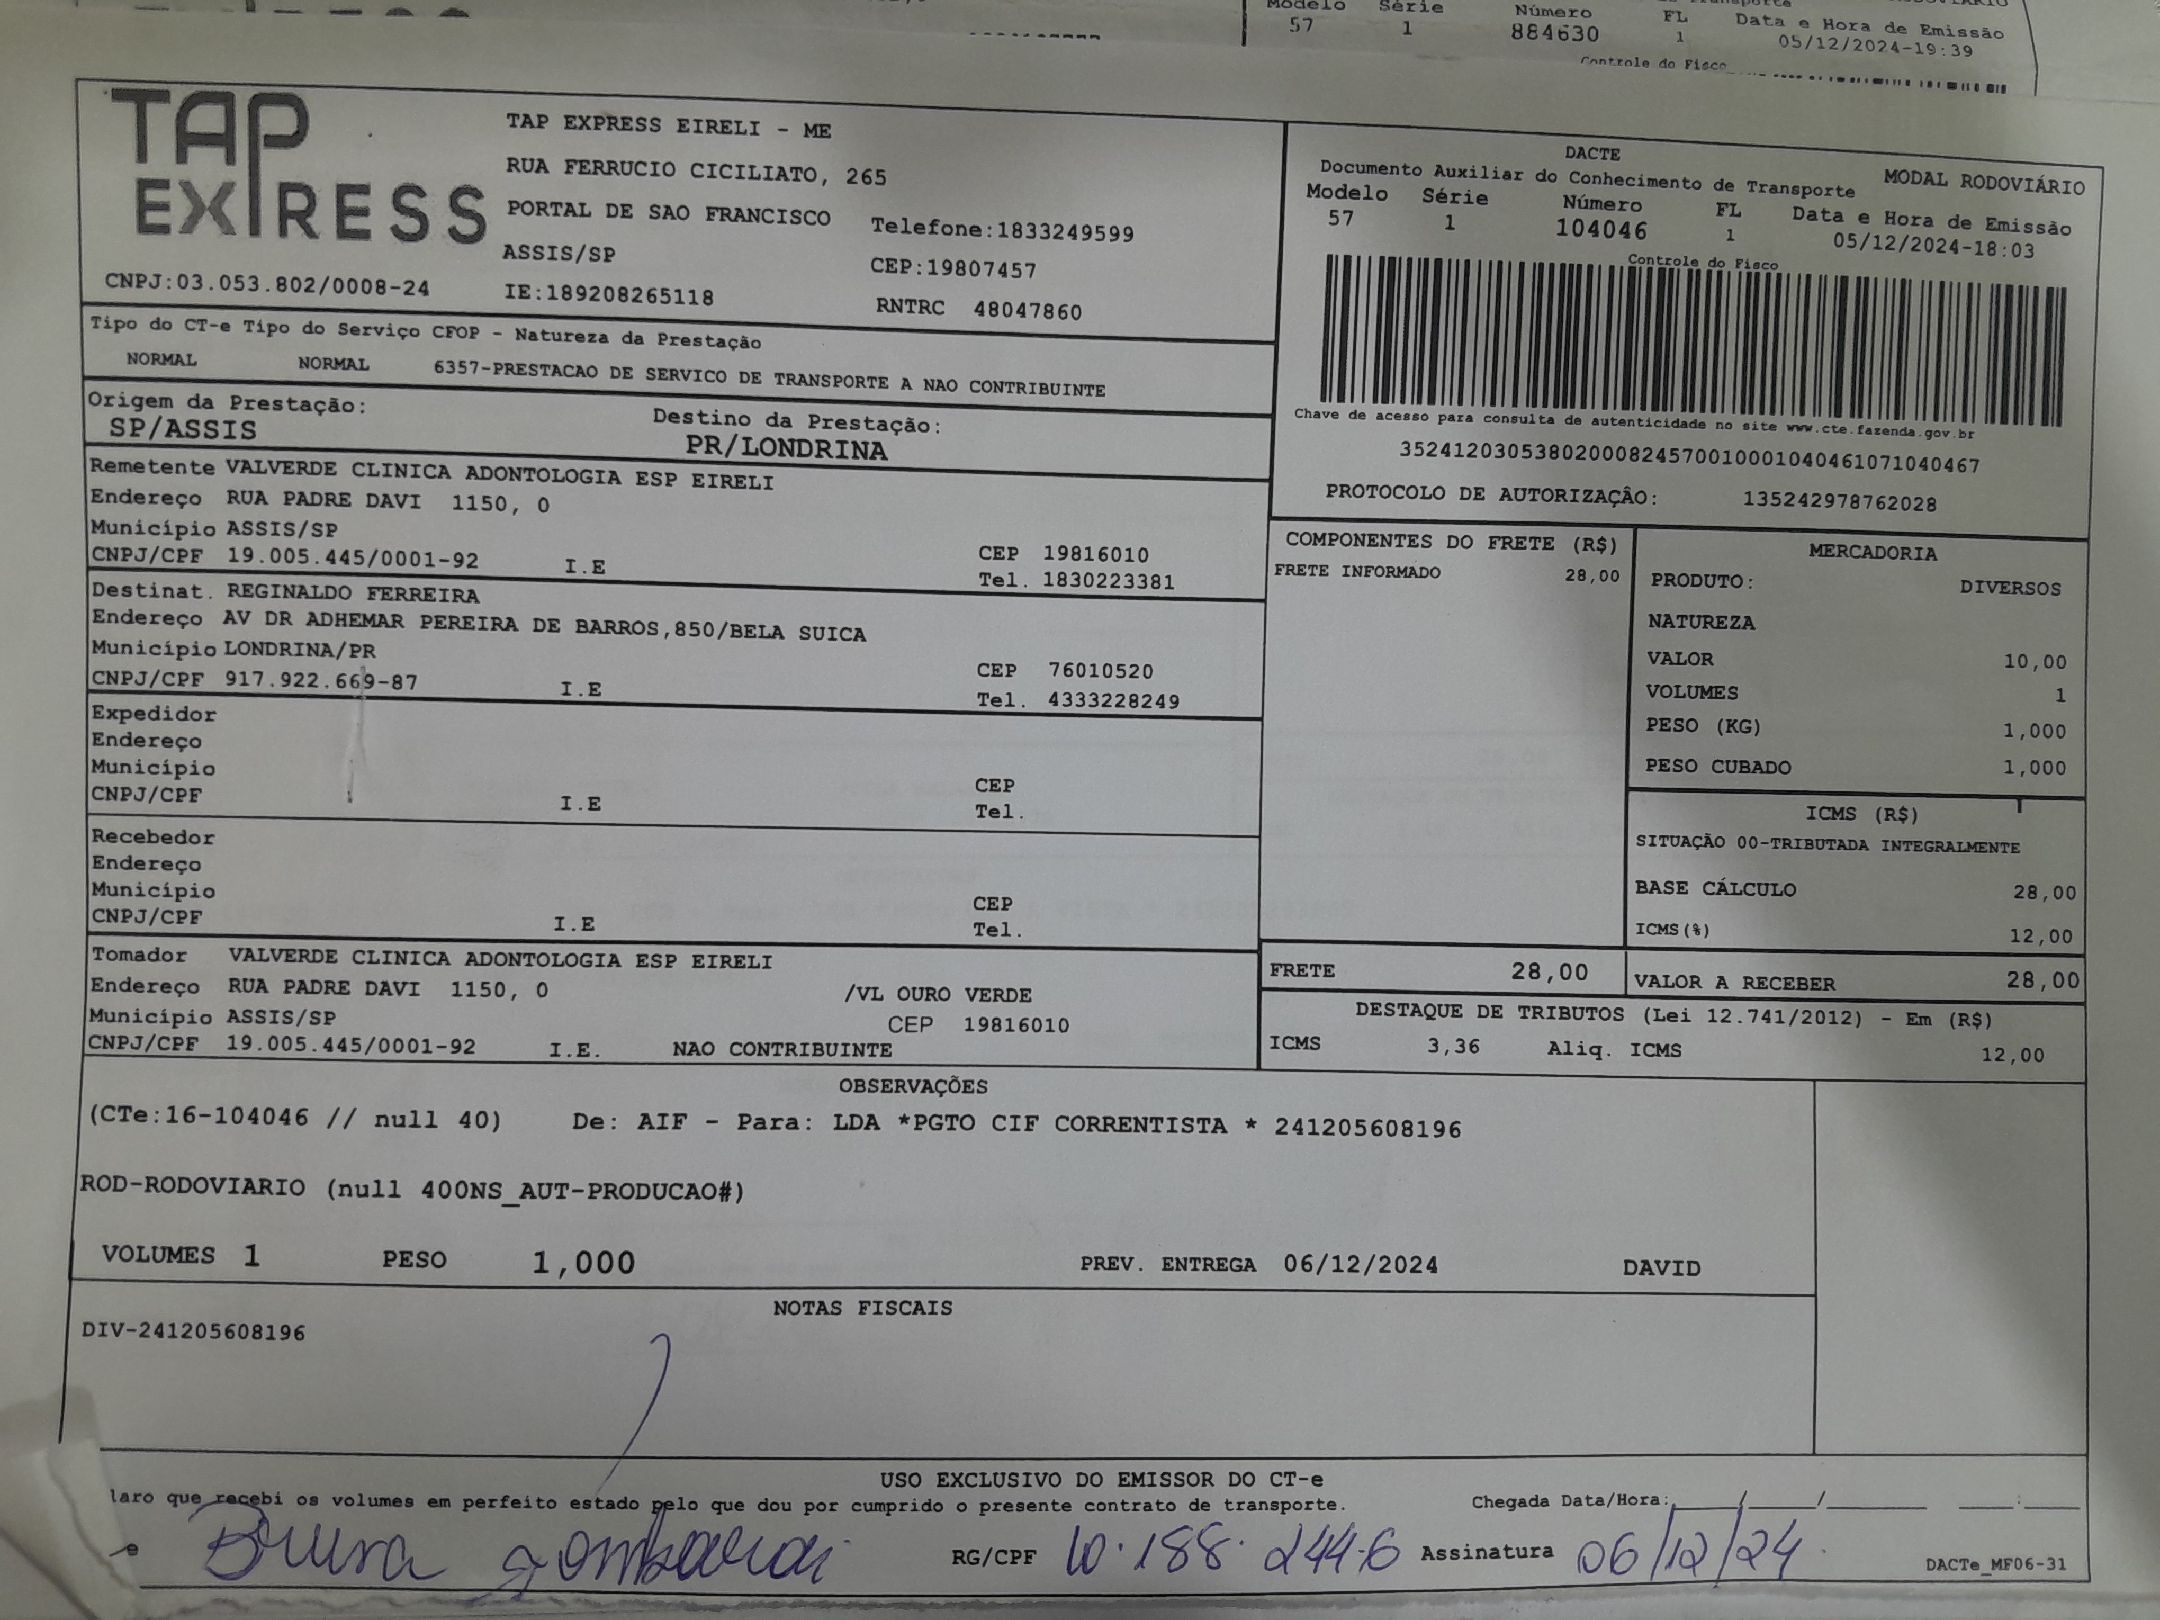 Modelo Série Número FL Data e Hora de Emissão
57 1 884630 1 05/12/2024-19:39
Controle do Fisco
TAP EXPRESS
CNPJ:03.053.802/0008-24
TAP EXPRESS EIRELI - ME
RUA FERRUCIO CICILIATO, 265
PORTAL DE SAO FRANCISCO Telefone:1833249599
ASSIS/SP CEP:19807457
IE:189208265118 RNTRC 48047860
DACTE MODAL RODOVIÁRIO
Documento Auxiliar do Conhecimento de Transporte
Modelo Série Número FL Data e Hora de Emissão
57 1 104046 1 05/12/2024-18:03
Controle do Fisco
Chave de acesso para consulta de autenticidade no site www.cte.fazenda.gov.br
35241203053802000824570010001040461071040467
PROTOCOLO DE AUTORIZAÇÂO: 135242978762028
Tipo do CT-e Tipo do Serviço CFOP - Natureza da Prestação
NORMAL NORMAL 6357-PRESTACAO DE SERVICO DE TRANSPORTE A NAO CONTRIBUINTE
Origem da Prestação: Destino da Prestação:
SP/ASSIS PR/LONDRINA
Remetente VALVERDE CLINICA ADONTOLOGIA ESP EIRELI
Endereço RUA PADRE DAVI 1150, 0
Município ASSIS/SP CEP 19816010
CNPJ/CPF 19.005.445/0001-92 I.E Tel. 1830223381
Destinat. REGINALDO FERREIRA
Endereço AV DR ADHEMAR PEREIRA DE BARROS,850/BELA SUICA
Município LONDRINA/PR CEP 76010520
CNPJ/CPF 917.922.669-87 I.E Tel. 4333228249
Expedidor
Endereço
Município CEP
CNPJ/CPF I.E Tel.
Recebedor
Endereço
Município CEP
CNPJ/CPF I.E Tel.
Tomador VALVERDE CLINICA ADONTOLOGIA ESP EIRELI
Endereço RUA PADRE DAVI 1150, 0 /VL OURO VERDE
Município ASSIS/SP CEP 19816010
CNPJ/CPF 19.005.445/0001-92 I.E. NAO CONTRIBUINTE
COMPONENTES DO FRETE (R$)
FRETE INFORMADO 28,00
MERCADORIA
PRODUTO: DIVERSOS
NATUREZA
VALOR 10,00
VOLUMES 1
PESO (KG) 1,000
PESO CUBADO 1,000
ICMS (R$)
SITUAÇÃO 00-TRIBUTADA INTEGRALMENTE
BASE CÁLCULO 28,00
ICMS(%) 12,00
FRETE 28,00 VALOR A RECEBER 28,00
DESTAQUE DE TRIBUTOS (Lei 12.741/2012) - Em (R$)
ICMS 3,36 Aliq. ICMS 12,00
OBSERVAÇÕES
(CTe:16-104046 // null 40) De: AIF - Para: LDA *PGTO CIF CORRENTISTA * 241205608196
ROD-RODOVIARIO (null 400NS_AUT-PRODUCAO#)
VOLUMES 1 PESO 1,000 PREV. ENTREGA 06/12/2024 DAVID
NOTAS FISCAIS
DIV-241205608196
USO EXCLUSIVO DO EMISSOR DO CT-e
laro que recebi os volumes em perfeito estado pelo que dou por cumprido o presente contrato de transporte. Chegada Data/Hora: / / :
e Bruna RG/CPF 10.188.244-6 Assinatura 06/12/24 DACTe_MF06-31